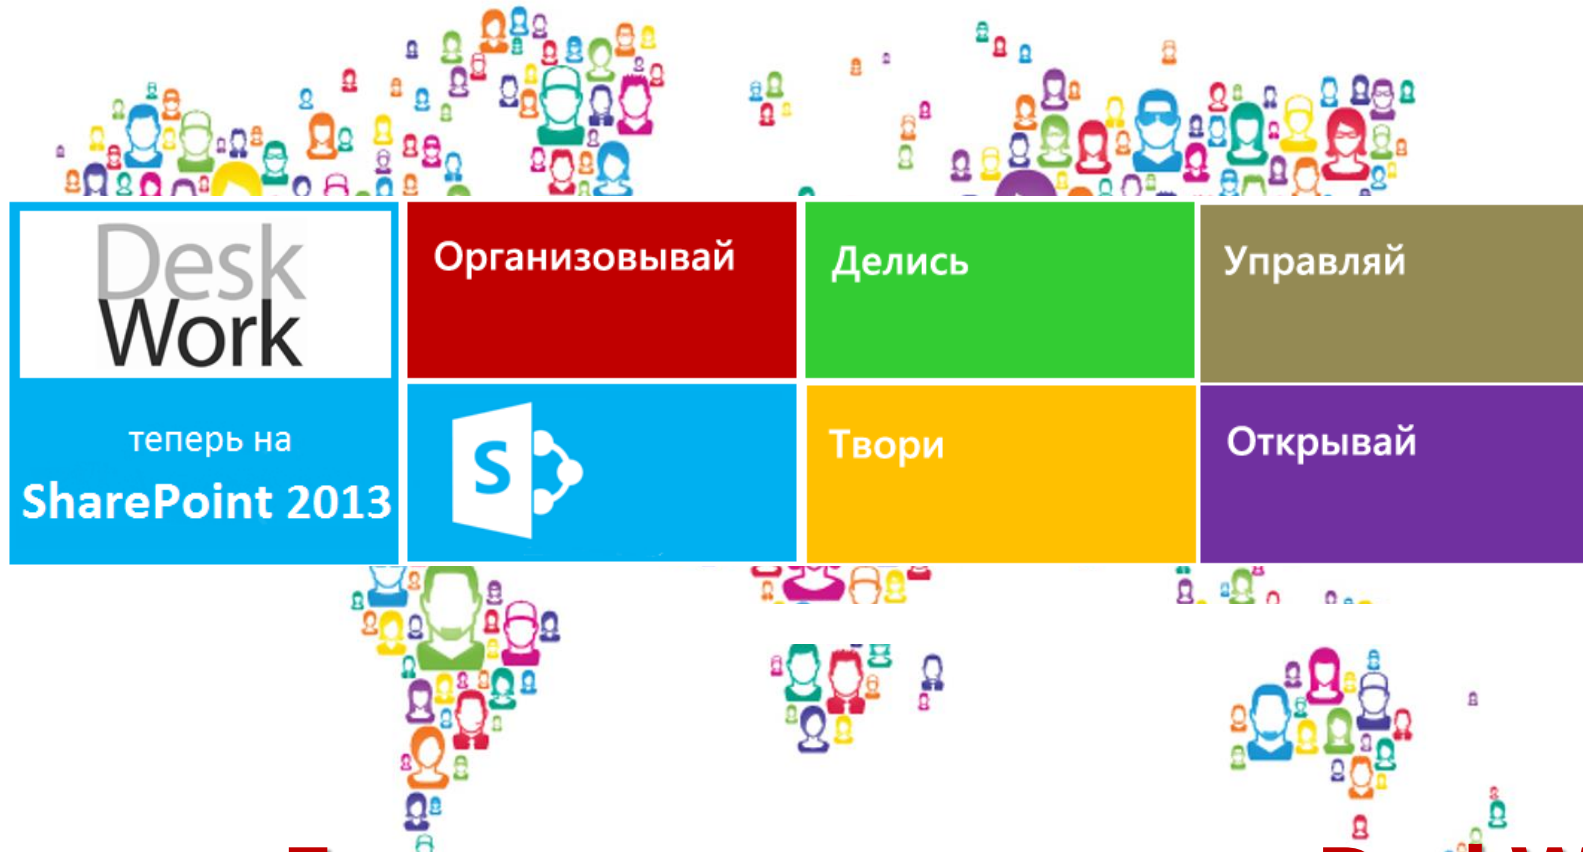 Desk
Work
теперь на
SharePoint 2013
Организовывай
Делись
Управляй
S
Твори
Открывай